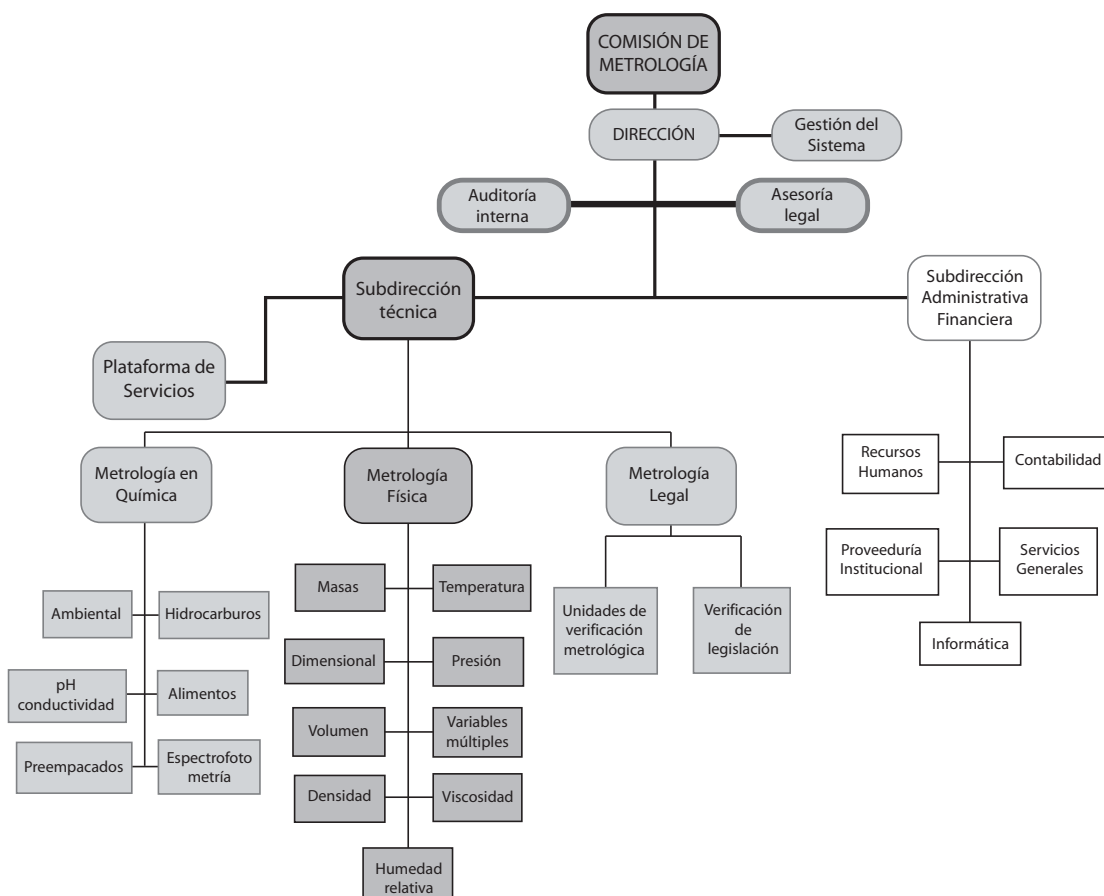 COMISIÓN DE
METROLOGÍA
DIRECCIÓN
Gestión del
Sistema
Auditoría
interna
Asesoría
legal
Subdirección
técnica
Subdirección
Administrativa
Financiera
Plataforma de
Servicios
Metrología en
Química
Metrología
Física
Metrología
Legal
Recursos
Humanos
Contabilidad
Proveeduría
Institucional
Servicios
Generales
Informática
Ambiental
Hidrocarburos
pH
conductividad
Alimentos
Preempacados
Espectrofoto
metría
Masas
Temperatura
Dimensional
Presión
Volumen
Variables
múltiples
Densidad
Viscosidad
Humedad
relativa
Unidades de
verificación
metrológica
Verificación
de
legislación